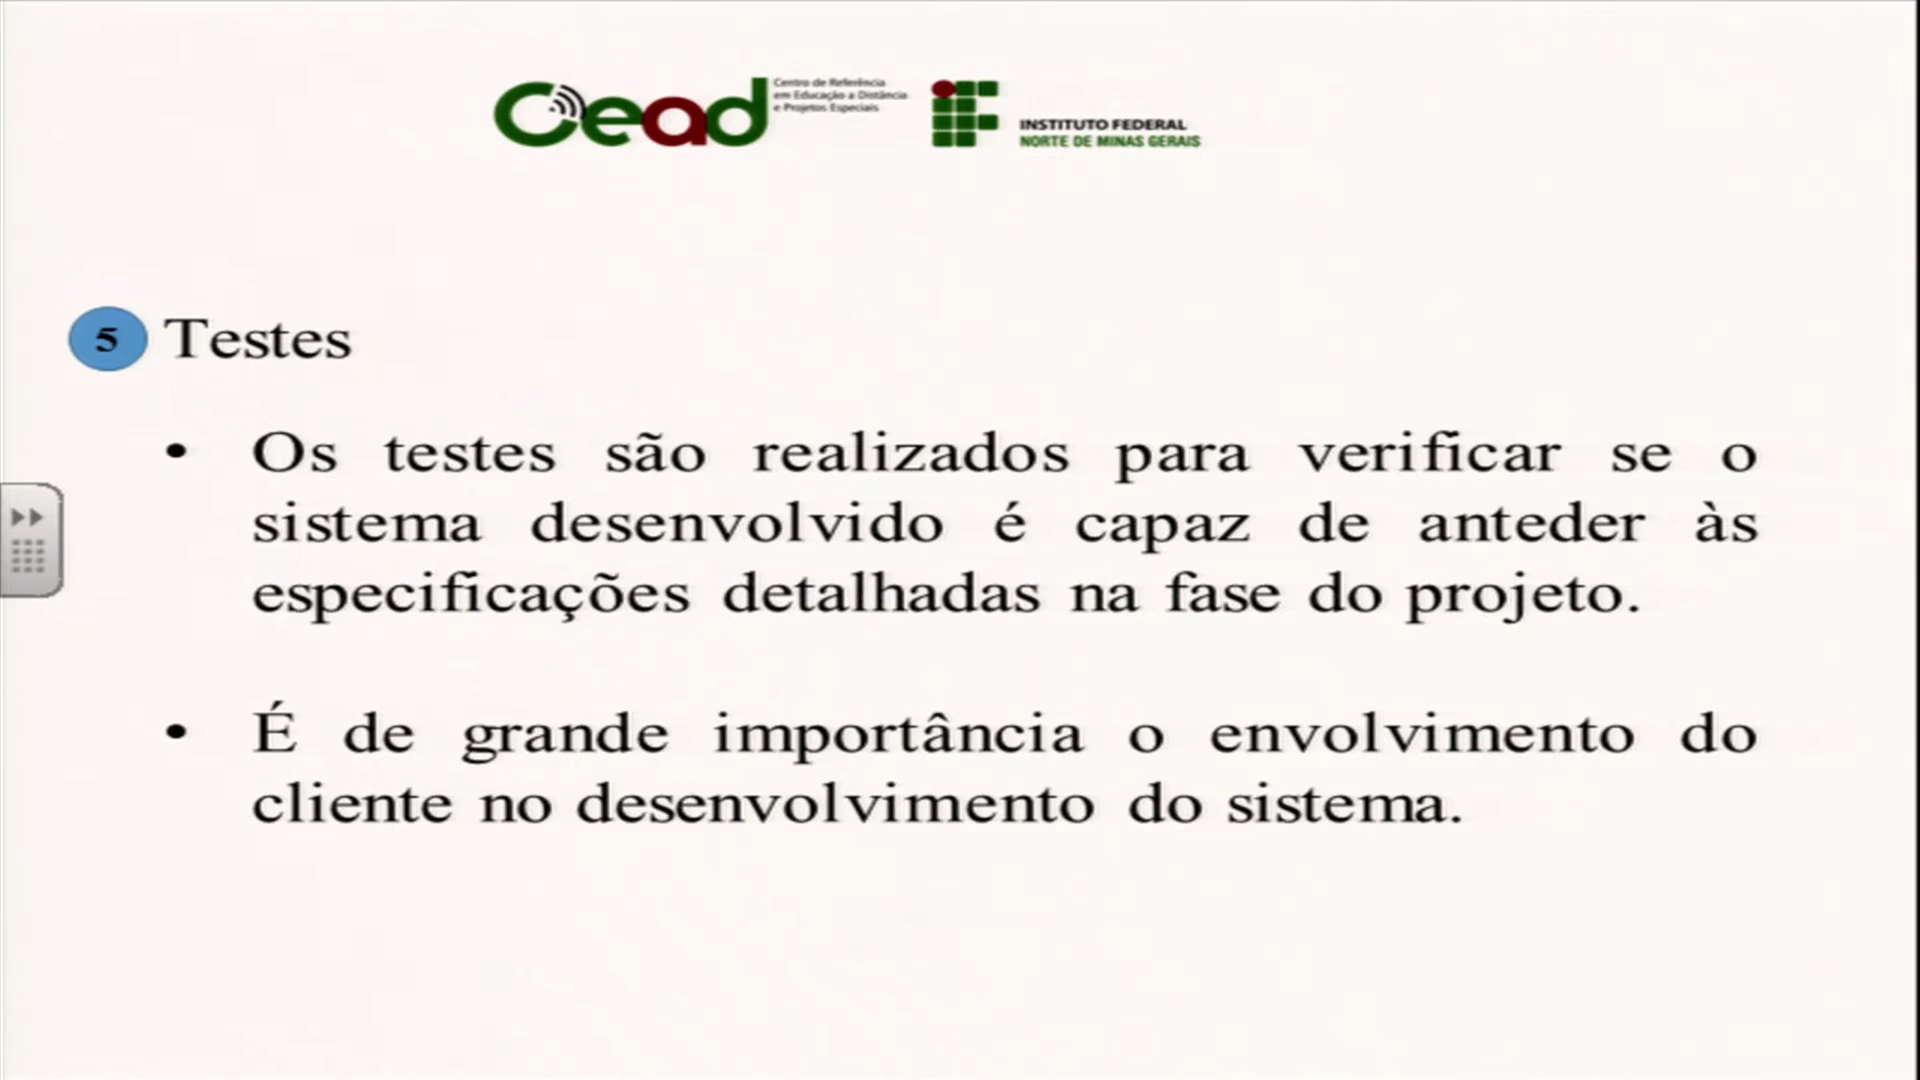 Cead
Centro de Referência
em Educação a Distância
e Projetos Especiais
INSTITUTO FEDERAL
NORTE DE MINAS GERAIS
5 Testes
• Os testes são realizados para verificar se o
sistema desenvolvido é capaz de anteder às
especificações detalhadas na fase do projeto.
• É de grande importância o envolvimento do
cliente no desenvolvimento do sistema.